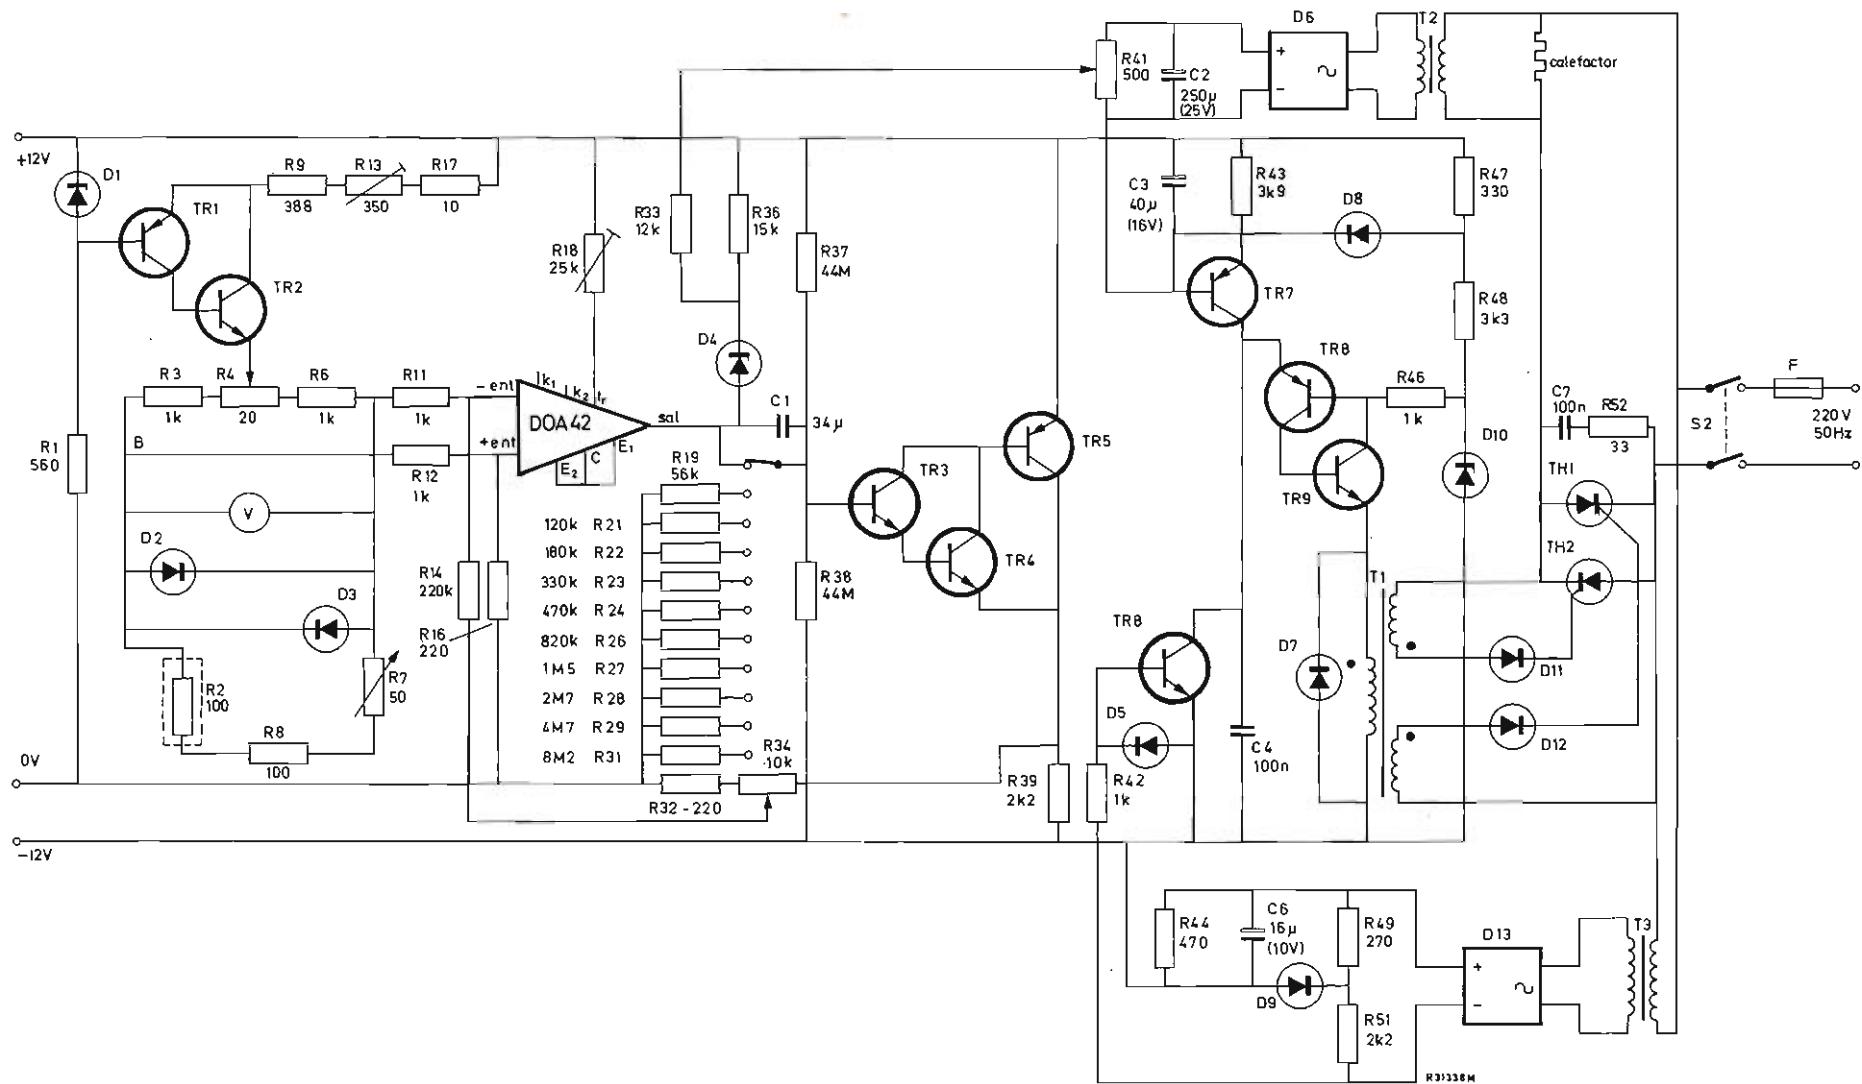 D6
T2
R41
500
C2
250μ
(25V)
+
−
~
calefactor
+12V
D1
R9
388
R13
350
R17
10
TR1
TR2
R18
25k
R33
12k
R36
15k
R37
44M
C3
40μ
(16V)
R43
3k9
D8
R47
330
TR7
R48
3k3
D4
R3
1k
R4
20
R6
1k
R11
1k
−ent
k1
k2
tr
DOA 42
sal
C1
34μ
TR8
R46
1k
F
C7
100n
R52
33
S2
220V
50Hz
R1
560
B
R12
1k
+ent
E2
C
E1
R19
56k
TR3
TR5
TR9
D10
TH1
V
120k R21
D2
180k R22
TR4
TH2
R14
220k
330k R23
R38
44M
T1
D3
470k R24
R16
220
820k R26
TR8
D7
1M5 R27
D11
R2
100
R7
50
2M7 R28
D5
4M7 R29
D12
R8
100
8M2 R31
R34
10k
C4
100n
0V
R32-220
R39
2k2
R42
1k
−12V
R44
470
C6
16μ
(10V)
R49
270
D13
T3
+
−
~
D9
R51
2k2
R31338M